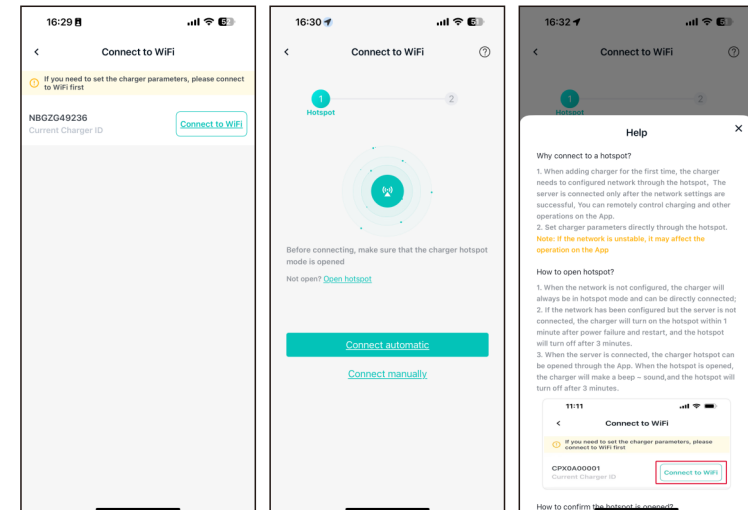 16:29
Connect to WiFi
If you need to set the charger parameters, please connect
to WiFi first
NBGZG49236
Current Charger ID
Connect to WiFi
16:30
Connect to WiFi
1
2
Hotspot
Before connecting, make sure that the charger hotspot
mode is opened
Not open? Open hotspot
Connect automatic
Connect manually
16:32
Connect to WiFi
1
2
Hotspot
Help
Why connect to a hotspot?
1. When adding charger for the first time, the charger
needs to configured network through the hotspot, The
server is connected only after the network settings are
successful, You can remotely control charging and other
operations on the App.
2. Set charger parameters directly through the hotspot.
Note: If the network is unstable, it may affect the
operation on the App
How to open hotspot?
1. When the network is not configured, the charger will
always be in hotspot mode and can be directly connected;
2. If the network has been configured but the server is not
connected, the charger will turn on the hotspot within 1
minute after power failure and restart, and the hotspot
will turn off after 3 minutes.
3. When the server is connected, the charger hotspot can
be opened through the App. When the hotspot is opened,
the charger will make a beep – sound,and the hotspot will
turn off after 3 minutes.
11:11
Connect to WiFi
If you need to set the charger parameters, please
connect to WiFi first
CPX0A00001
Current Charger ID
Connect to WiFi
How to confirm the hotspot is opened?